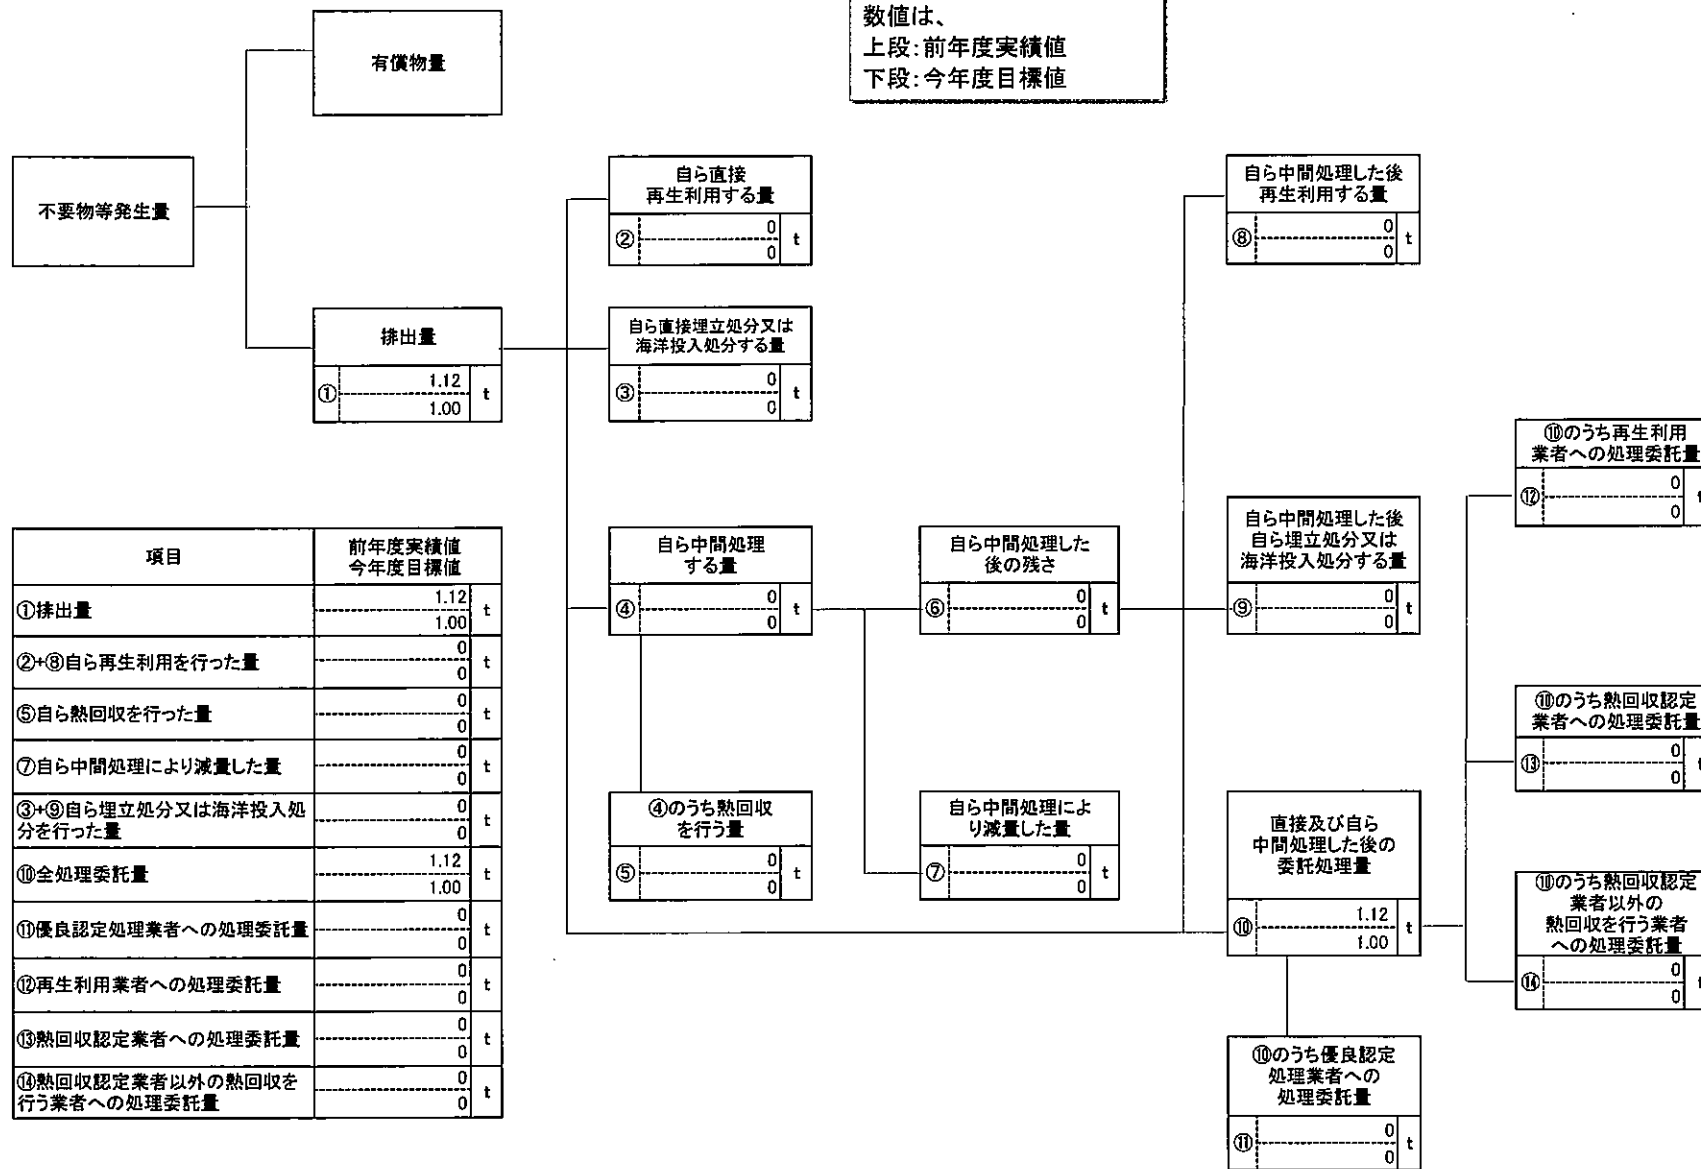 数値は、
上段:前年度実績値
下段:今年度目標値
有償物量
不要物等発生量
排出量
① 1.12 t
1.00
自ら直接
再生利用する量
② 0 t
0
自ら直接埋立処分又は
海洋投入処分する量
③ 0 t
0
自ら中間処理
する量
④ 0 t
0
④のうち熱回収
を行う量
⑤ 0 t
0
自ら中間処理した
後の残さ
⑥ 0 t
0
自ら中間処理によ
り減量した量
⑦ 0 t
0
自ら中間処理した後
再生利用する量
⑧ 0 t
0
自ら中間処理した後
自ら埋立処分又は
海洋投入処分する量
⑨ 0 t
0
直接及び自ら
中間処理した後の
委託処理量
⑩ 1.12 t
1.00
⑩のうち優良認定
処理業者への
処理委託量
⑪ 0 t
0
⑩のうち再生利用
業者への処理委託量
⑫ 0 t
0
⑩のうち熱回収認定
業者への処理委託量
⑬ 0 t
0
⑩のうち熱回収認定
業者以外の
熱回収を行う業者
への処理委託量
⑭ 0 t
0
項目 前年度実績値
今年度目標値
①排出量 1.12 t
1.00
②+⑧自ら再生利用を行った量 0 t
0
⑤自ら熱回収を行った量 0 t
0
⑦自ら中間処理により減量した量 0 t
0
③+⑨自ら埋立処分又は海洋投入処
分を行った量 0 t
0
⑩全処理委託量 1.12 t
1.00
⑪優良認定処理業者への処理委託量 0 t
0
⑫再生利用業者への処理委託量 0 t
0
⑬熱回収認定業者への処理委託量 0 t
0
⑭熱回収認定業者以外の熱回収を
行う業者への処理委託量 0 t
0